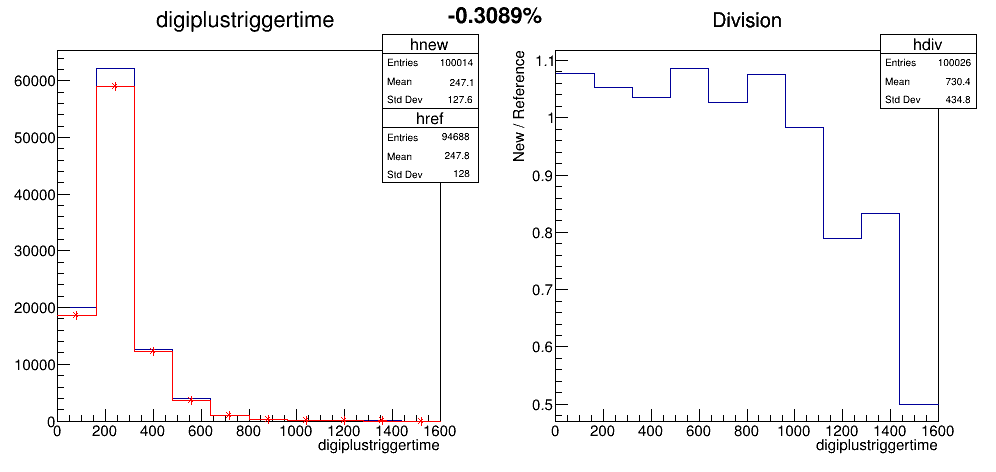 digiplustriggertime
-0.3089%
Division
hnew
Entries 100014
Mean 247.1
Std Dev 127.6
href
Entries 94688
Mean 247.8
Std Dev 128
60000
50000
40000
30000
20000
10000
0
0 200 400 600 800 1000 1200 1400 1600
digiplustriggertime
hdiv
Entries 100026
Mean 730.4
Std Dev 434.8
New / Reference
1.1
1
0.9
0.8
0.7
0.6
0.5
0 200 400 600 800 1000 1200 1400 1600
digiplustriggertime